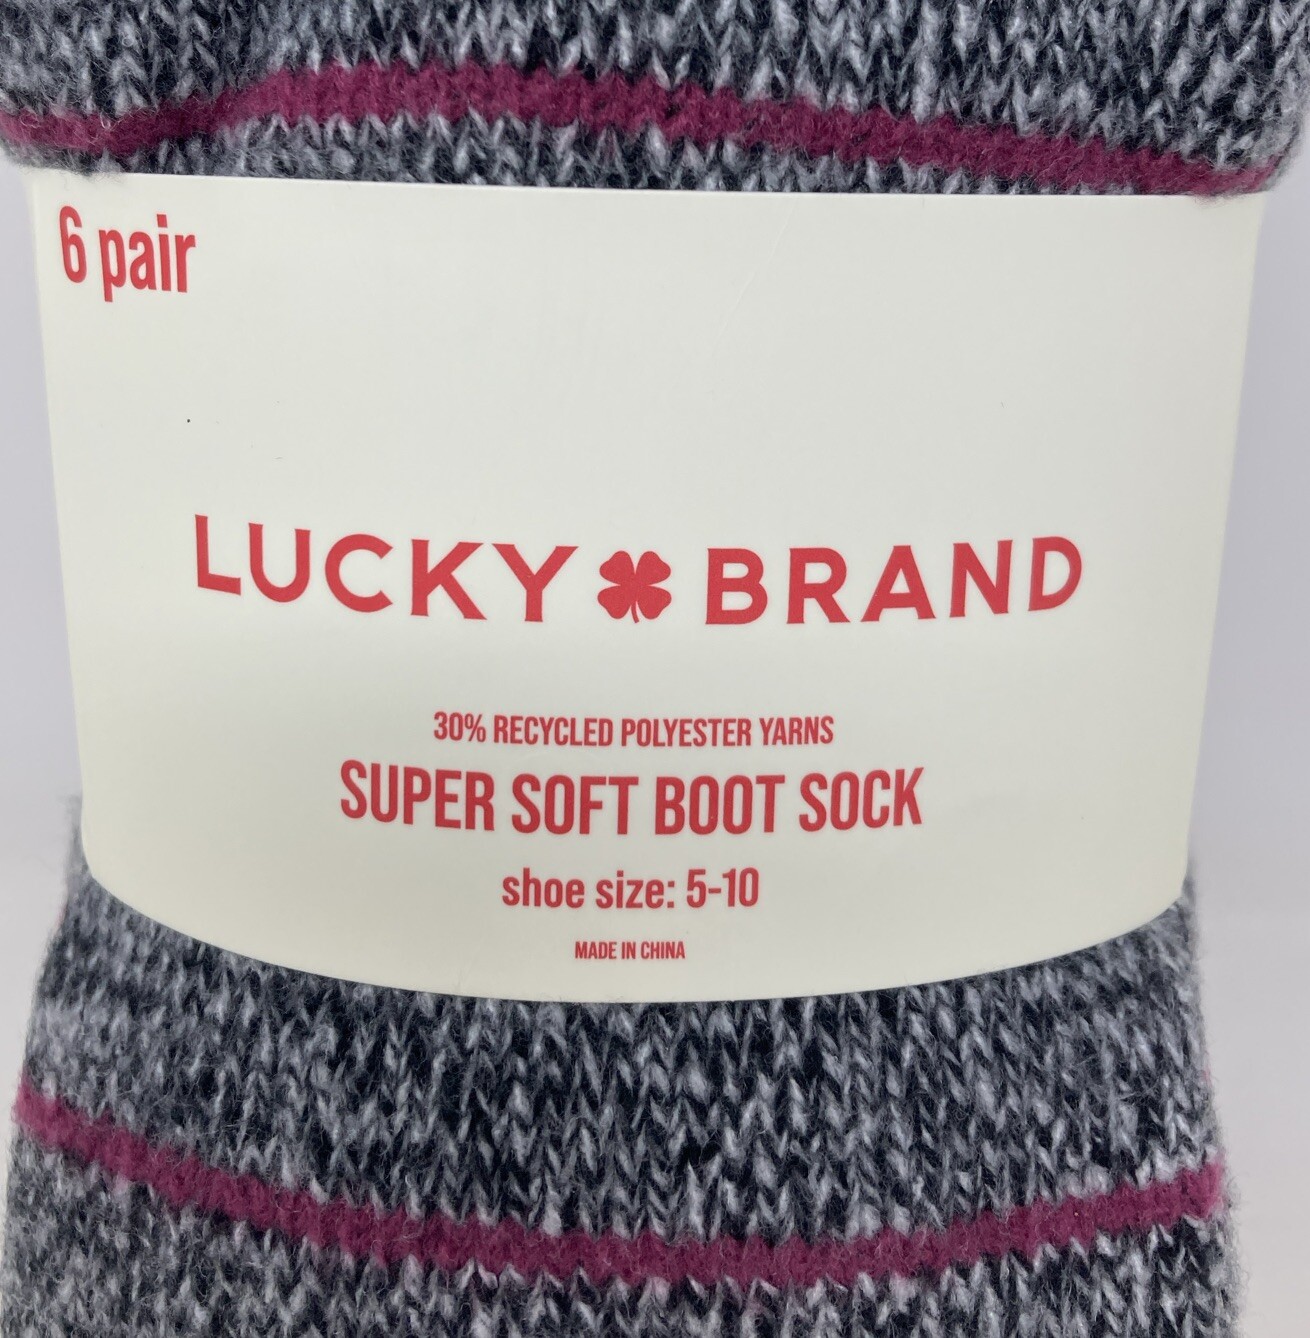 6 pair
LUCKY BRAND
30% RECYCLED POLYESTER YARNS
SUPER SOFT BOOT SOCK
shoe size: 5-10
MADE IN CHINA